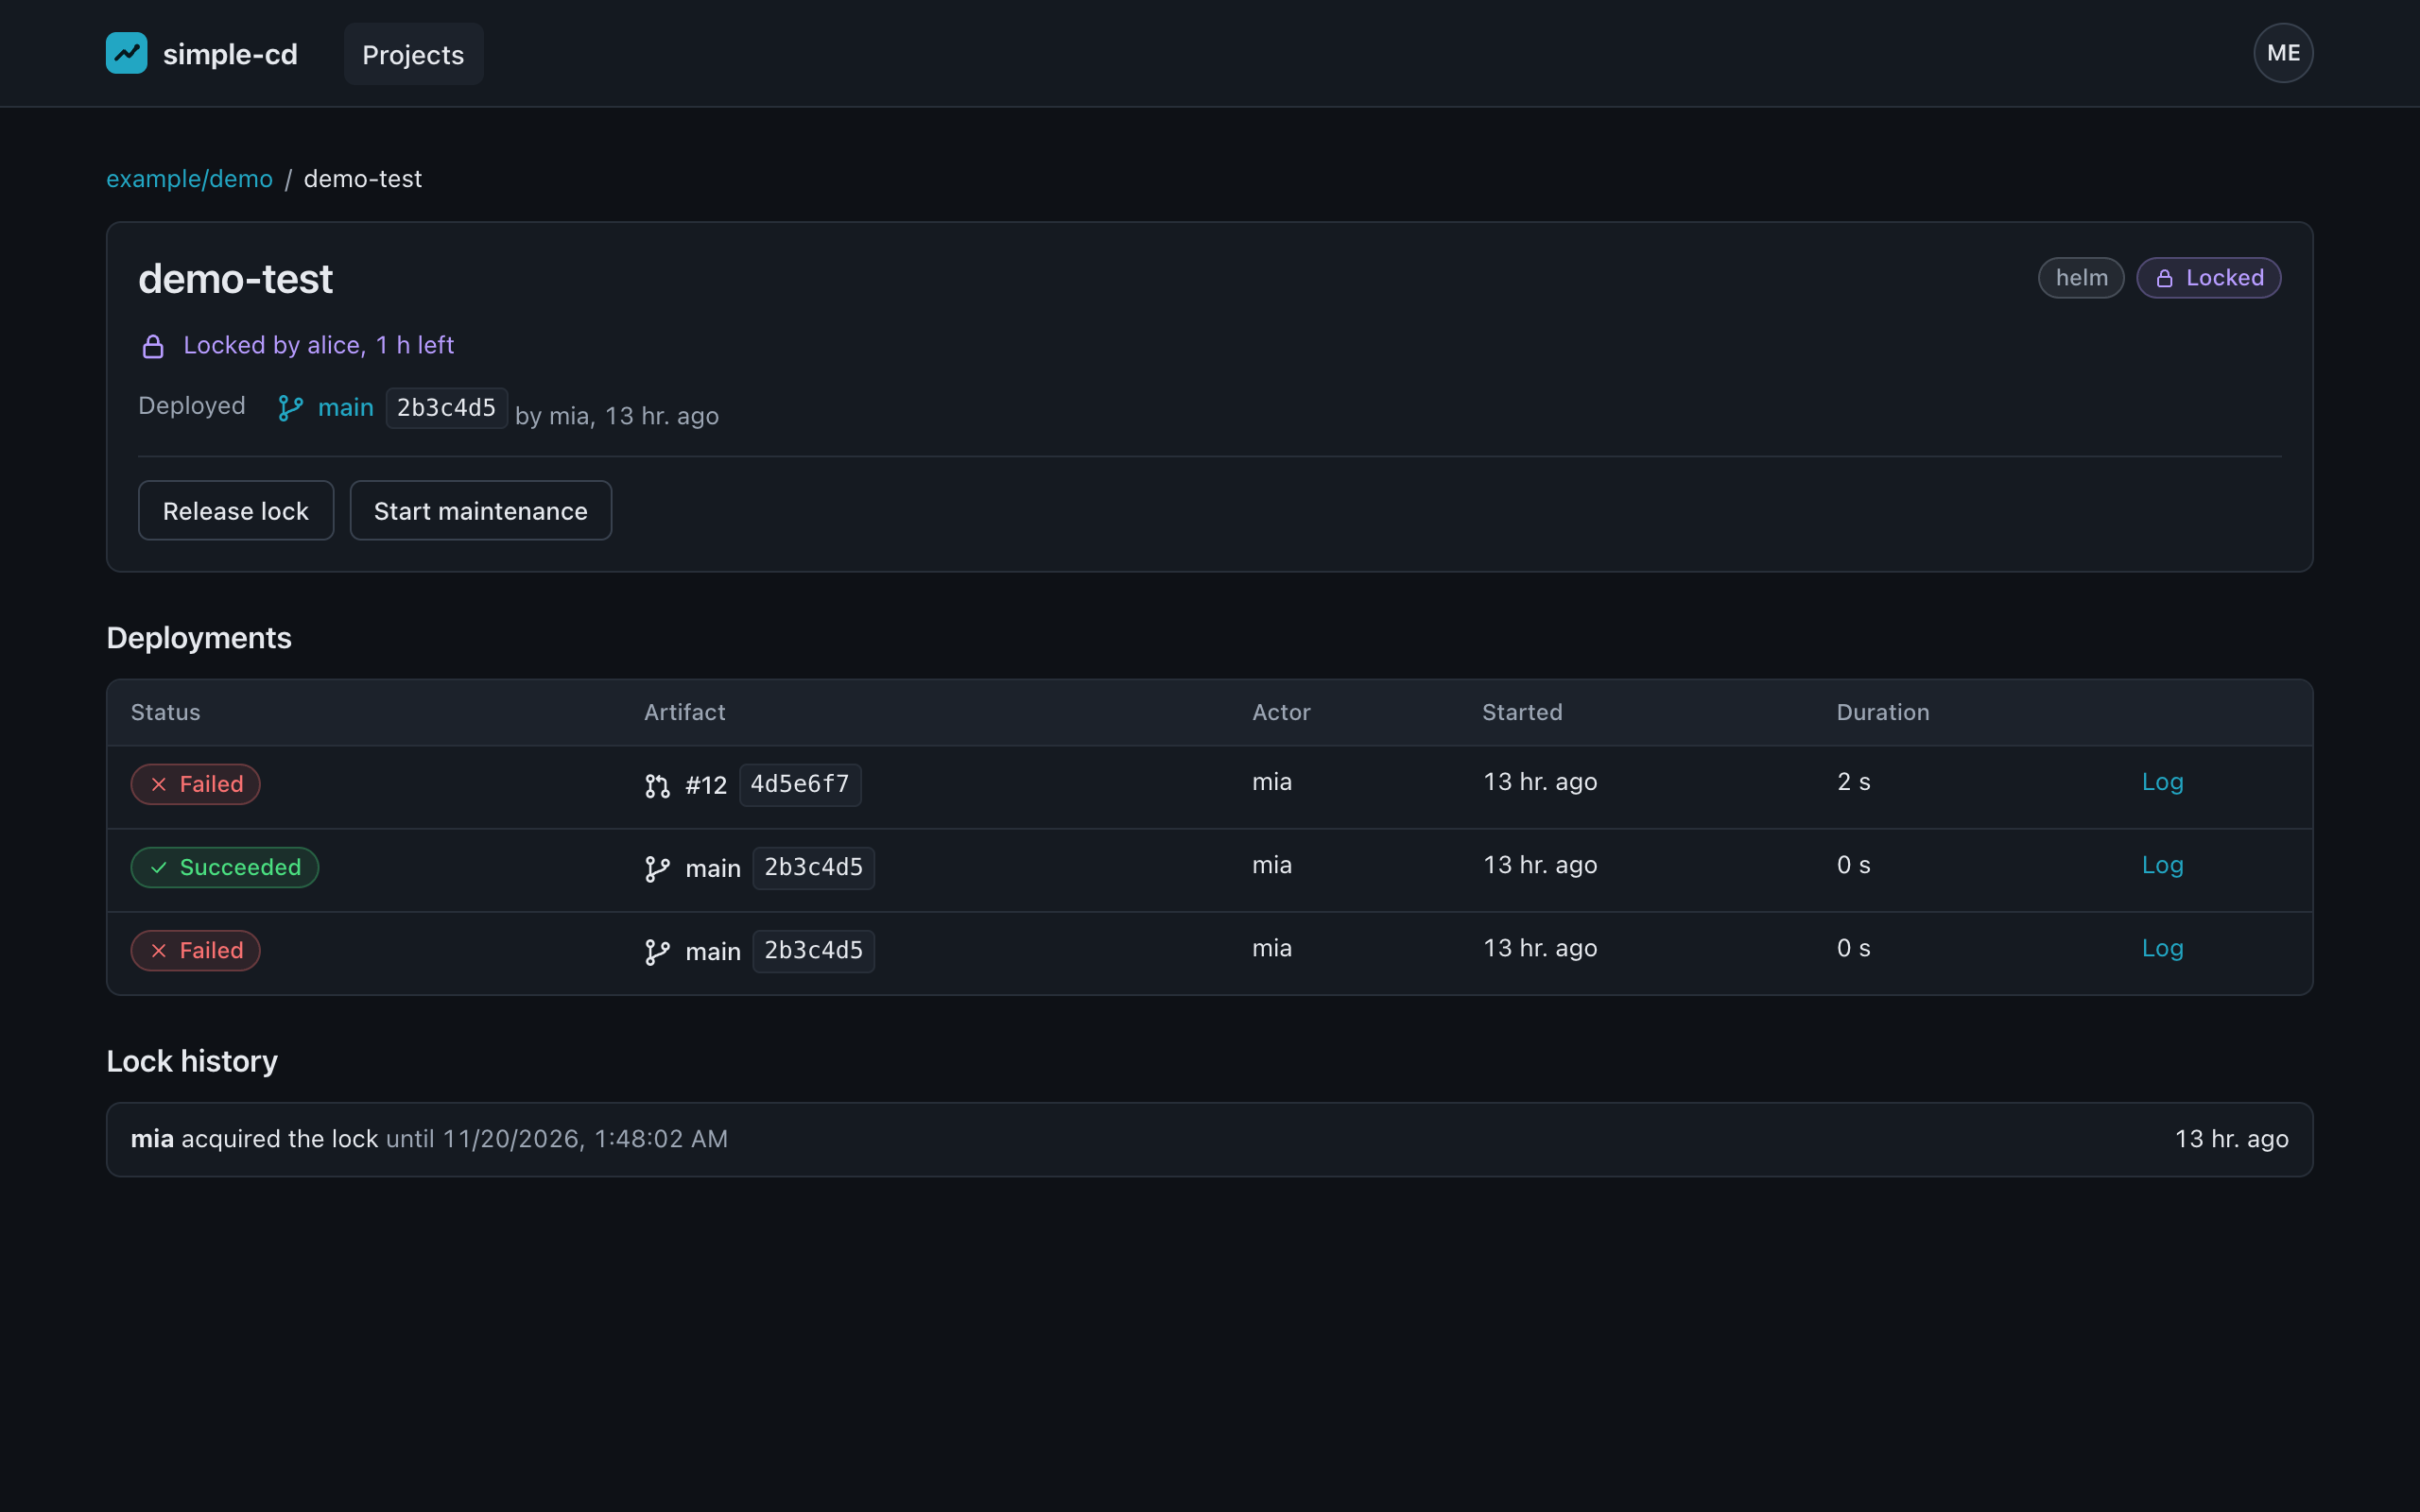 simple-cd Projects ME
example/demo / demo-test
demo-test helm Locked
Locked by alice, 1 h left
Deployed main 2b3c4d5 by mia, 13 hr. ago
Release lock Start maintenance
Deployments
Status Artifact Actor Started Duration
Failed #12 4d5e6f7 mia 13 hr. ago 2 s Log
Succeeded main 2b3c4d5 mia 13 hr. ago 0 s Log
Failed main 2b3c4d5 mia 13 hr. ago 0 s Log
Lock history
mia acquired the lock until 11/20/2026, 1:48:02 AM 13 hr. ago